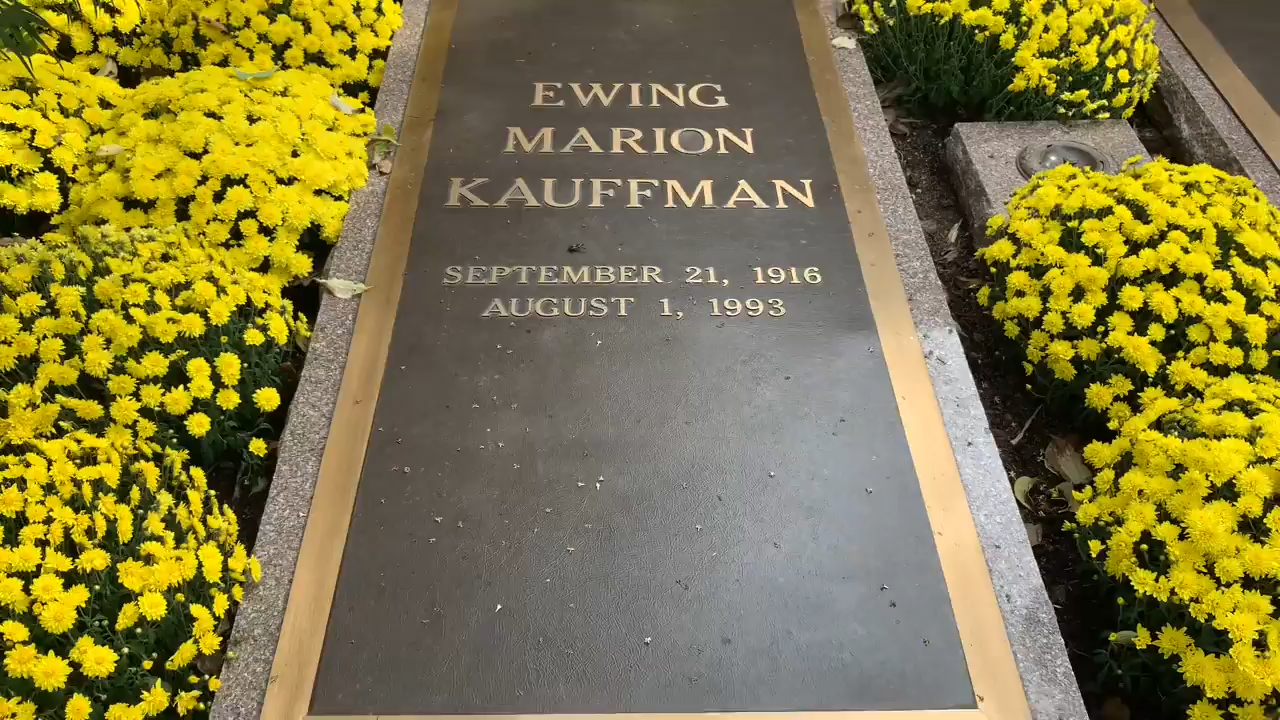 EWING
MARION
KAUFFMAN
SEPTEMBER 21, 1916
AUGUST 1, 1993